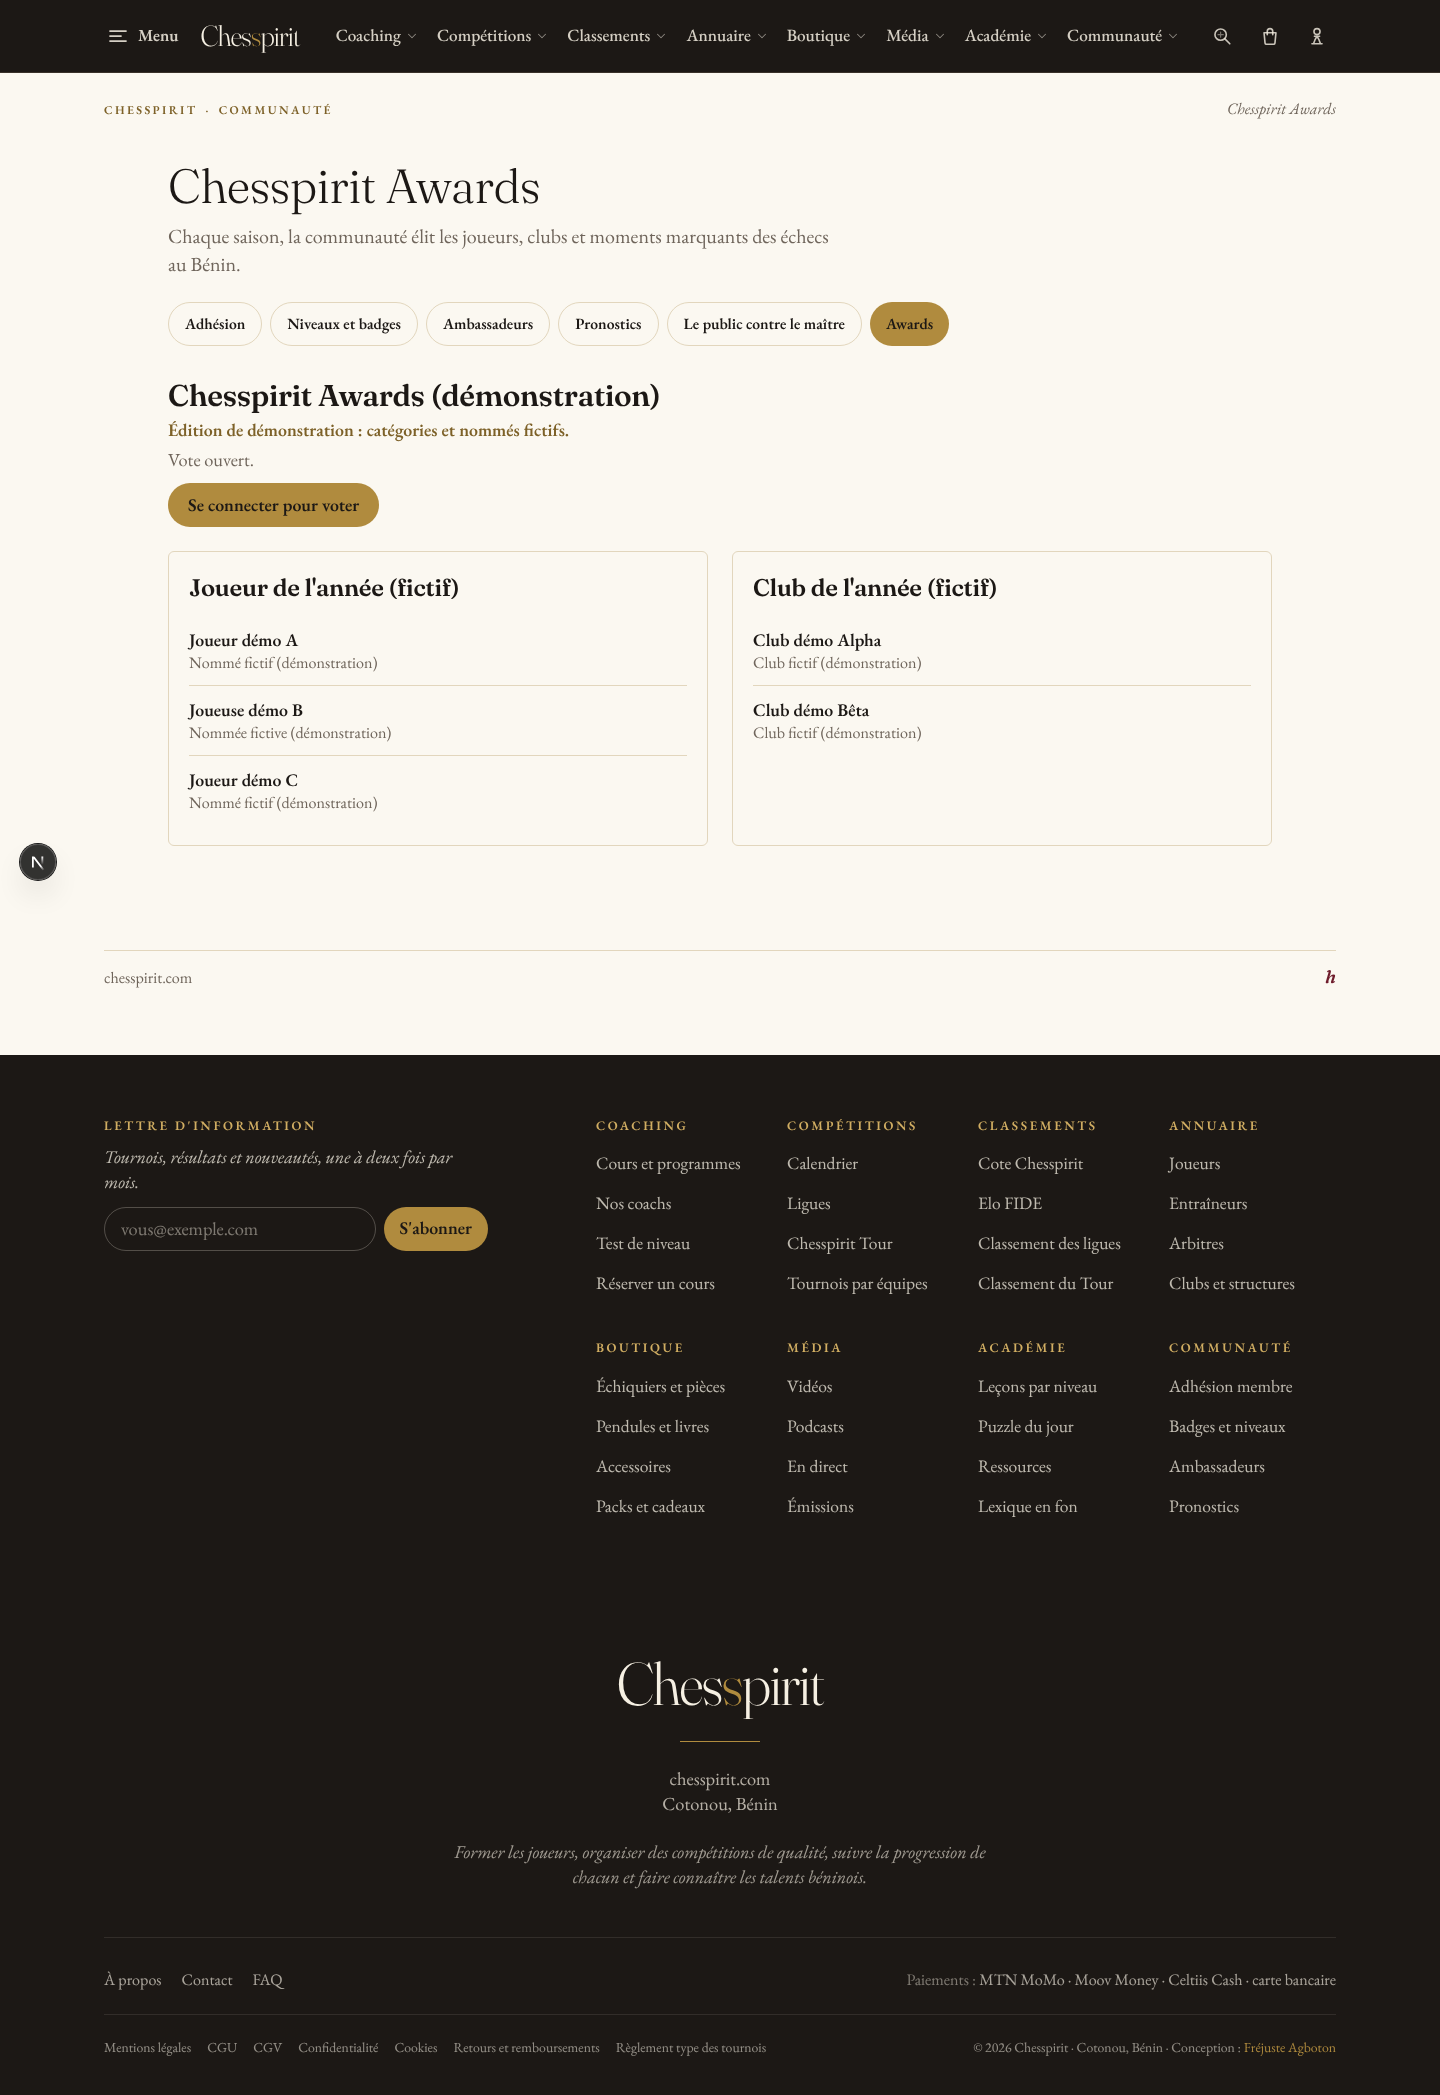 Menu
Chesspirit
Coaching
Compétitions
Classements
Annuaire
Boutique
Média
Académie
Communauté
CHESSPIRIT · COMMUNAUTÉ
Chesspirit Awards
Chesspirit Awards
Chaque saison, la communauté élit les joueurs, clubs et moments marquants des échecs
au Bénin.
Adhésion
Niveaux et badges
Ambassadeurs
Pronostics
Le public contre le maître
Awards
Chesspirit Awards (démonstration)
Édition de démonstration : catégories et nommés fictifs.
Vote ouvert.
Se connecter pour voter
Joueur de l'année (fictif)
Joueur démo A
Nommé fictif (démonstration)
Joueuse démo B
Nommée fictive (démonstration)
Joueur démo C
Nommé fictif (démonstration)
Club de l'année (fictif)
Club démo Alpha
Club fictif (démonstration)
Club démo Bêta
Club fictif (démonstration)
N
chesspirit.com
h
LETTRE D'INFORMATION
Tournois, résultats et nouveautés, une à deux fois par
mois.
vous@exemple.com
S'abonner
COACHING
Cours et programmes
Nos coachs
Test de niveau
Réserver un cours
COMPÉTITIONS
Calendrier
Ligues
Chesspirit Tour
Tournois par équipes
CLASSEMENTS
Cote Chesspirit
Elo FIDE
Classement des ligues
Classement du Tour
ANNUAIRE
Joueurs
Entraîneurs
Arbitres
Clubs et structures
BOUTIQUE
Échiquiers et pièces
Pendules et livres
Accessoires
Packs et cadeaux
MÉDIA
Vidéos
Podcasts
En direct
Émissions
ACADÉMIE
Leçons par niveau
Puzzle du jour
Ressources
Lexique en fon
COMMUNAUTÉ
Adhésion membre
Badges et niveaux
Ambassadeurs
Pronostics
Chesspirit
chesspirit.com
Cotonou, Bénin
Former les joueurs, organiser des compétitions de qualité, suivre la progression de
chacun et faire connaître les talents béninois.
À propos
Contact
FAQ
Paiements : MTN MoMo · Moov Money · Celtiis Cash · carte bancaire
Mentions légales
CGU
CGV
Confidentialité
Cookies
Retours et remboursements
Règlement type des tournois
© 2026 Chesspirit · Cotonou, Bénin · Conception : Fréjuste Agboton